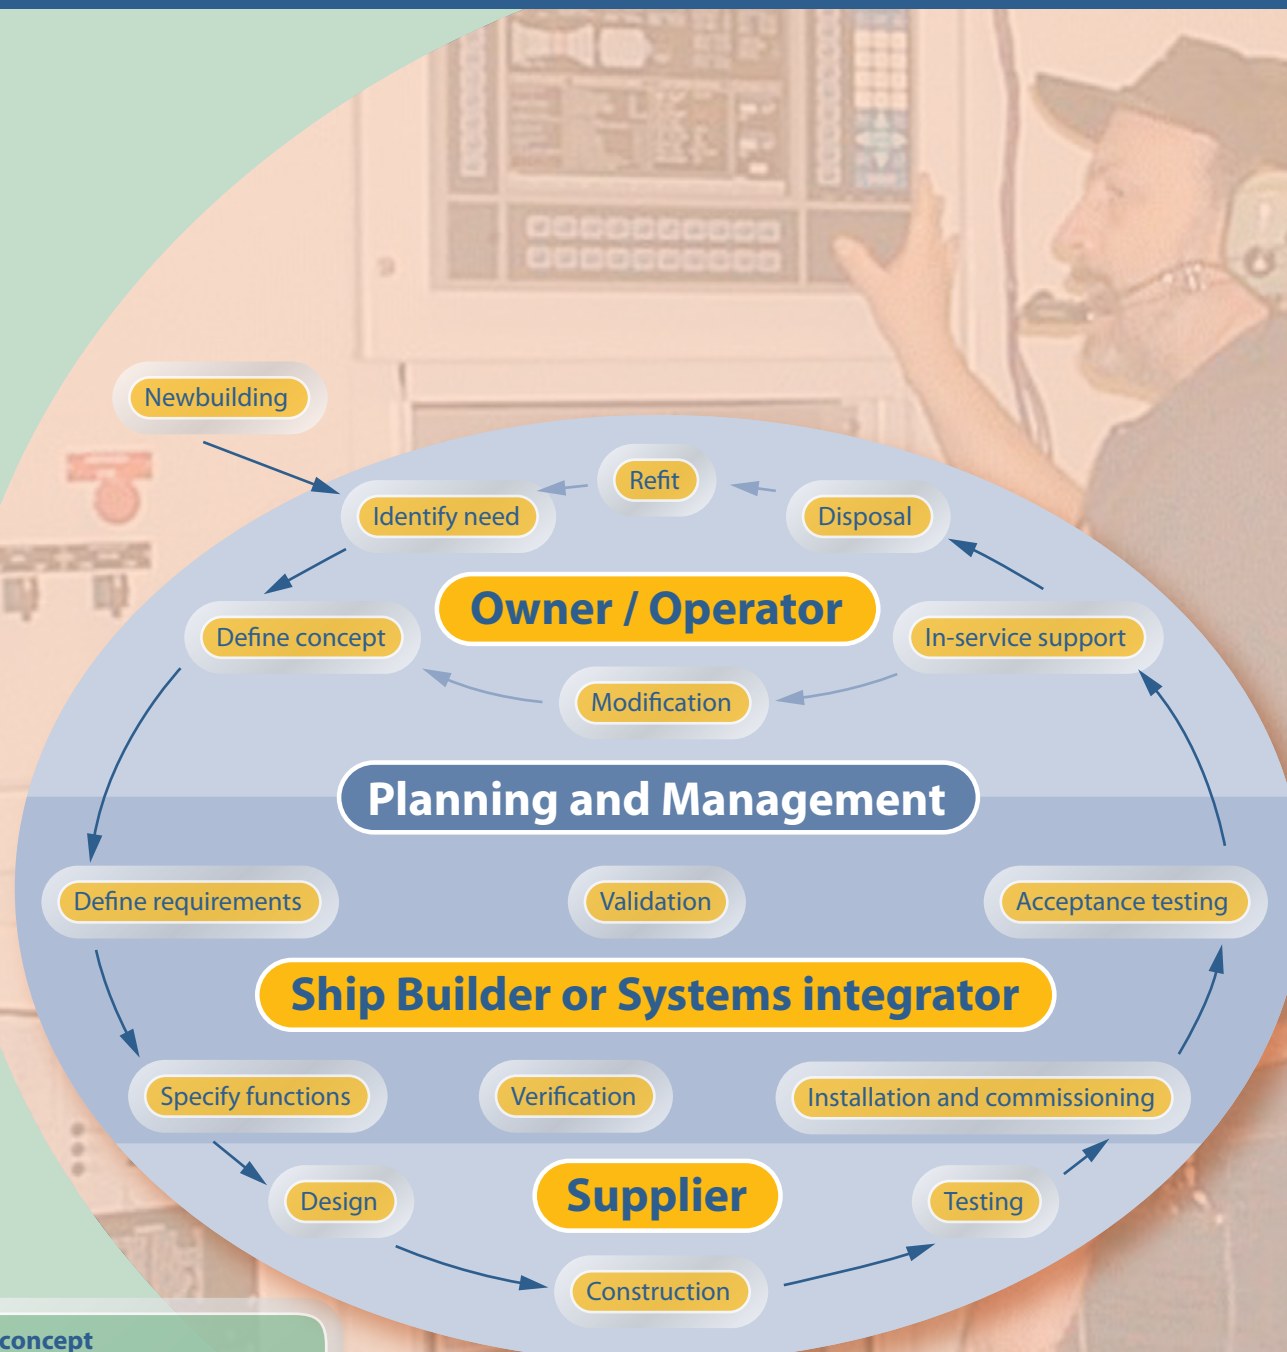 Newbuilding
Refit
Identify need
Disposal
Owner / Operator
Define concept
In-service support
Modification
Planning and Management
Define requirements
Validation
Acceptance testing
Ship Builder or Systems integrator
Specify functions
Verification
Installation and commissioning
Design
Supplier
Testing
Construction
concept